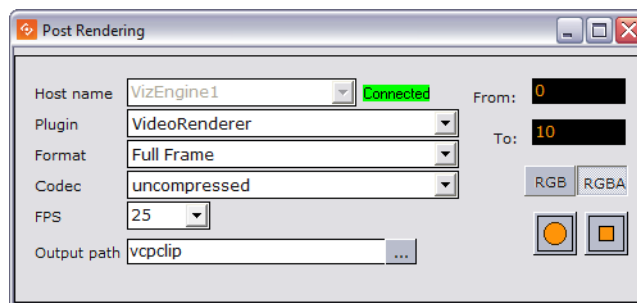 Post Rendering
Host name VizEngine1 Connected From: 0
Plugin VideoRenderer To: 10
Format Full Frame
Codec uncompressed RGB RGBA
FPS 25
Output path vcpclip ...